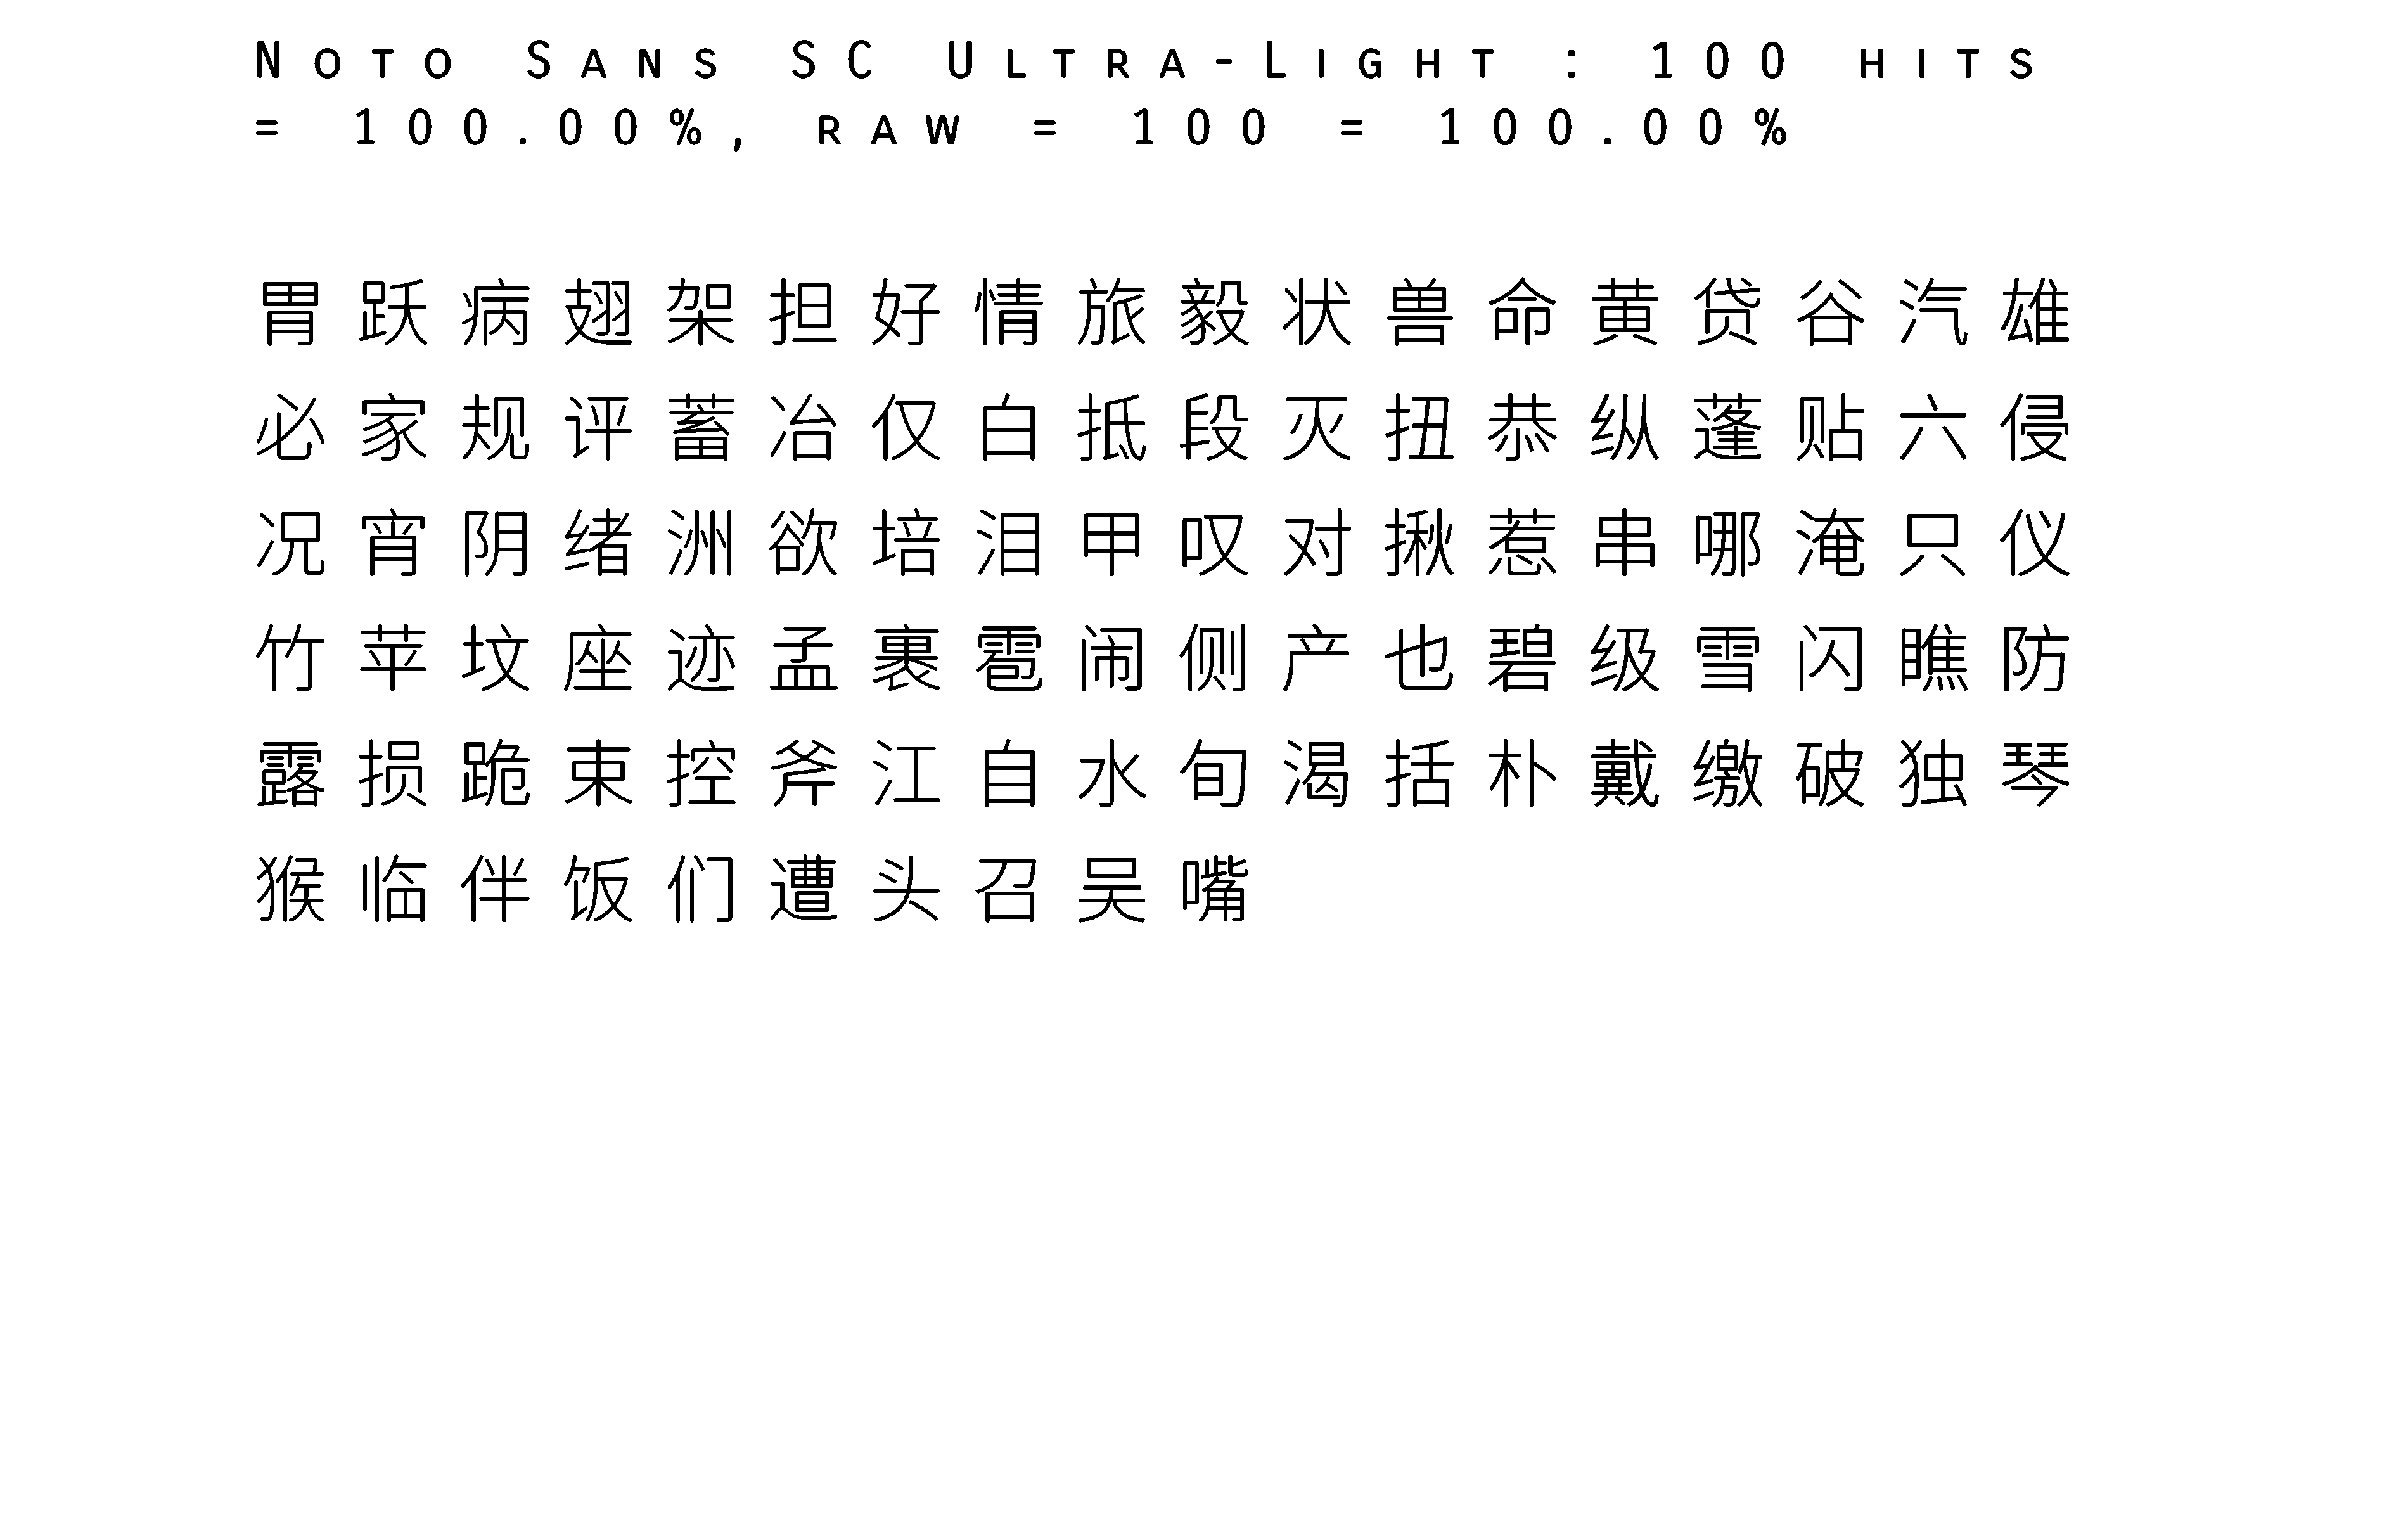 Noto Sans SC Ultra-Light : 100 hits
= 100.00%, raw = 100 = 100.00%
胃跃病翅架担好情旅毅状兽命黄贷谷汽雄
必家规评蓄冶仅白抵段灭扭恭纵蓬贴六侵
况宵阴绪洲欲培泪甲叹对揪惹串哪淹只仪
竹苹坟座迹孟裹雹闹侧产也碧级雪闪瞧防
露损跪束控斧江自水旬渴括朴戴缴破独琴
猴临伴饭们遭头召吴嘴